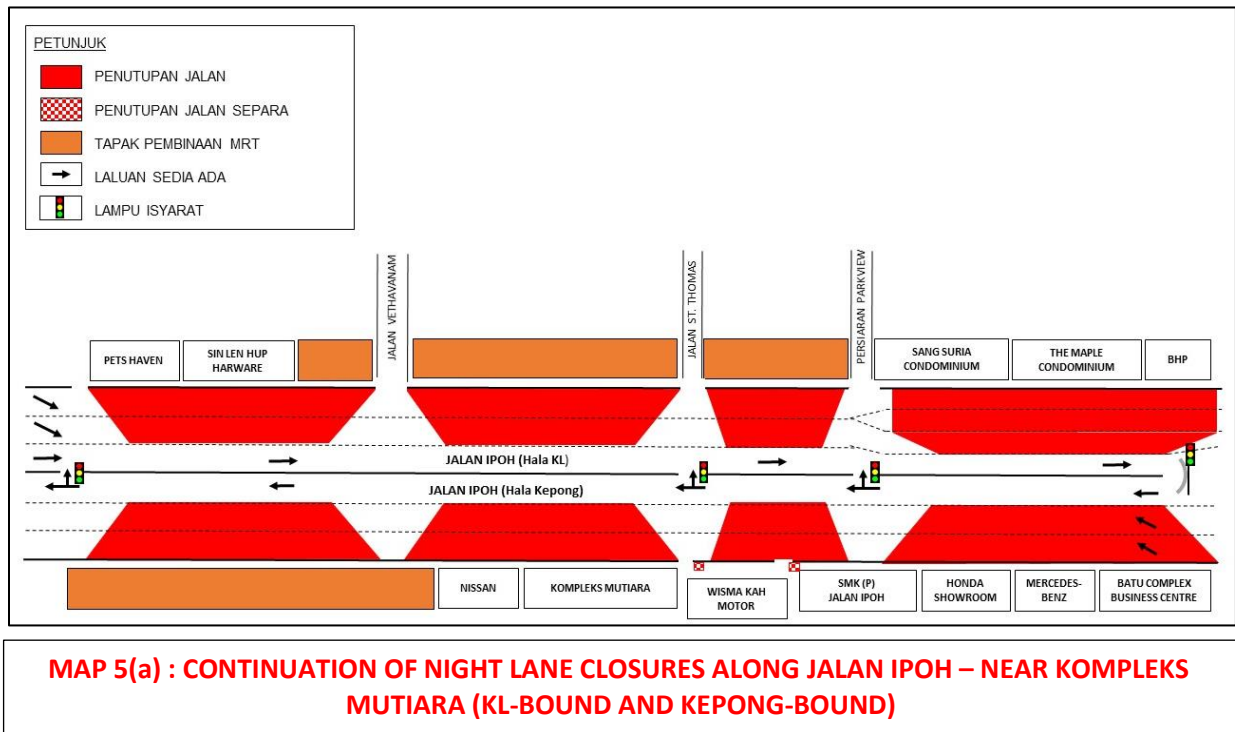 PETUNJUK
PENUTUPAN JALAN
PENUTUPAN JALAN SEPARA
TAPAK PEMBINAAN MRT
LALUAN SEDIA ADA
LAMPU ISYARAT
JALAN VETHAVANAM
JALAN ST. THOMAS
PERSIARAN PARKVIEW
PETS HAVEN
SIN LEN HUP
HARWARE
SANG SURIA
CONDOMINIUM
THE MAPLE
CONDOMINIUM
BHP
JALAN IPOH (Hala KL)
JALAN IPOH (Hala Kepong)
NISSAN
KOMPLEKS MUTIARA
WISMA KAH
MOTOR
SMK (P)
JALAN IPOH
HONDA
SHOWROOM
MERCEDES-
BENZ
BATU COMPLEX
BUSINESS CENTRE
MAP 5(a) : CONTINUATION OF NIGHT LANE CLOSURES ALONG JALAN IPOH – NEAR KOMPLEKS
MUTIARA (KL-BOUND AND KEPONG-BOUND)